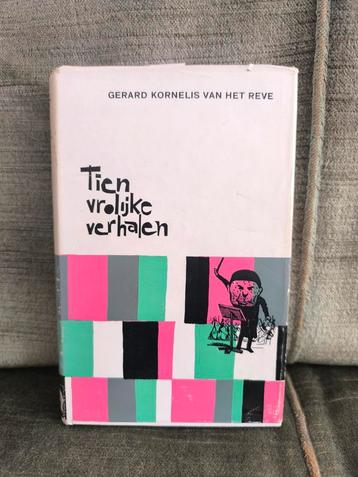 GERARD KORNELIS VAN HET REVE
Tien
vrolijke
verhalen